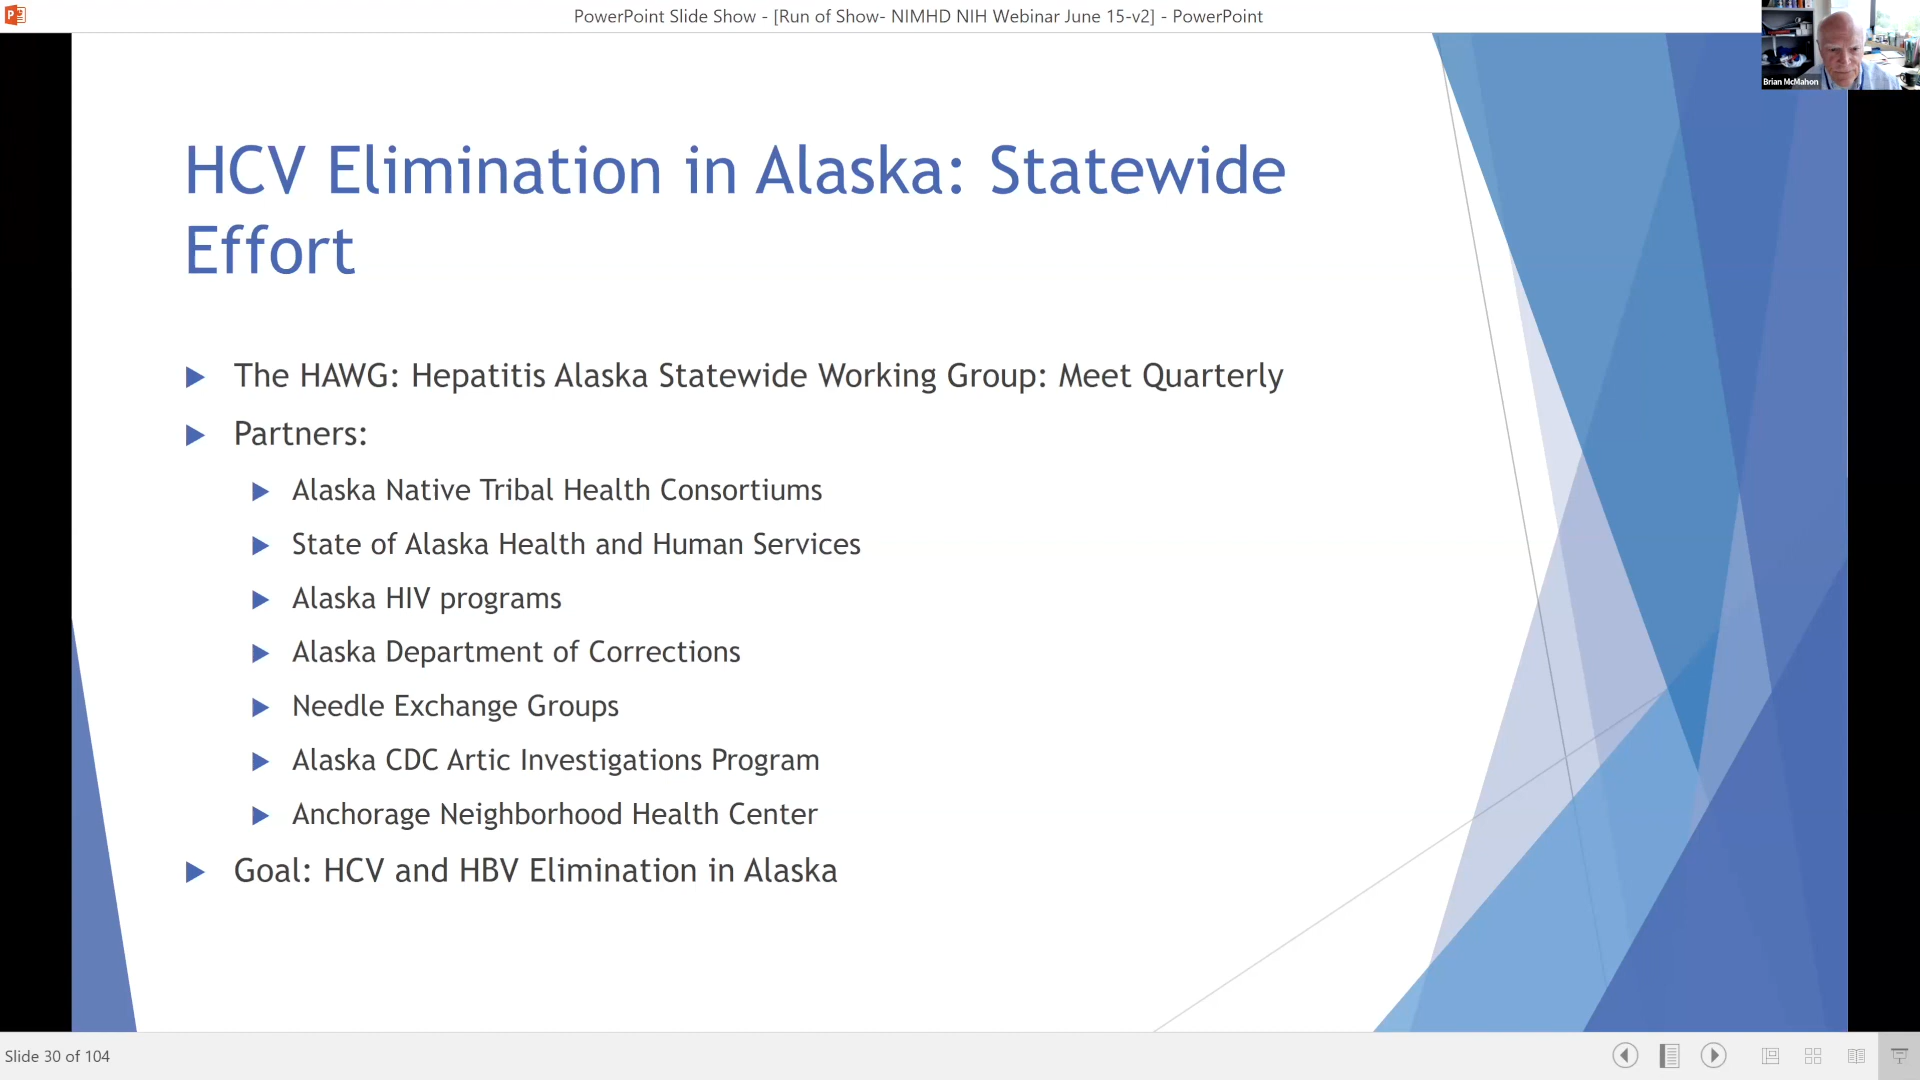 PowerPoint Slide Show - [Run of Show- NIMHD NIH Webinar June 15-v2] - PowerPoint
Brian McMahon
HCV Elimination in Alaska: Statewide
Effort
The HAWG: Hepatitis Alaska Statewide Working Group: Meet Quarterly
Partners:
Alaska Native Tribal Health Consortiums
State of Alaska Health and Human Services
Alaska HIV programs
Alaska Department of Corrections
Needle Exchange Groups
Alaska CDC Artic Investigations Program
Anchorage Neighborhood Health Center
Goal: HCV and HBV Elimination in Alaska
Slide 30 of 104